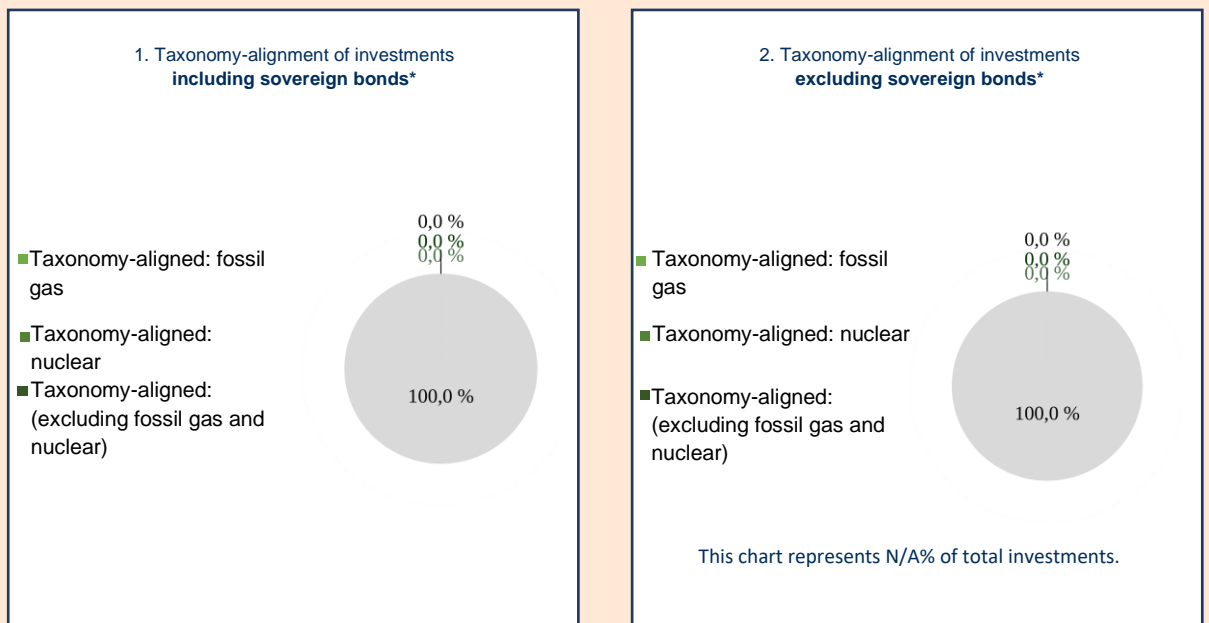 1. Taxonomy-alignment of investments
including sovereign bonds*
0,0 %
0,0 %
0,0 %
Taxonomy-aligned: fossil
gas
Taxonomy-aligned:
nuclear
Taxonomy-aligned:
(excluding fossil gas and
nuclear)
100,0 %
2. Taxonomy-alignment of investments
excluding sovereign bonds*
0,0 %
0,0 %
0,0 %
Taxonomy-aligned: fossil
gas
Taxonomy-aligned: nuclear
Taxonomy-aligned:
(excluding fossil gas and
nuclear)
100,0 %
This chart represents N/A% of total investments.